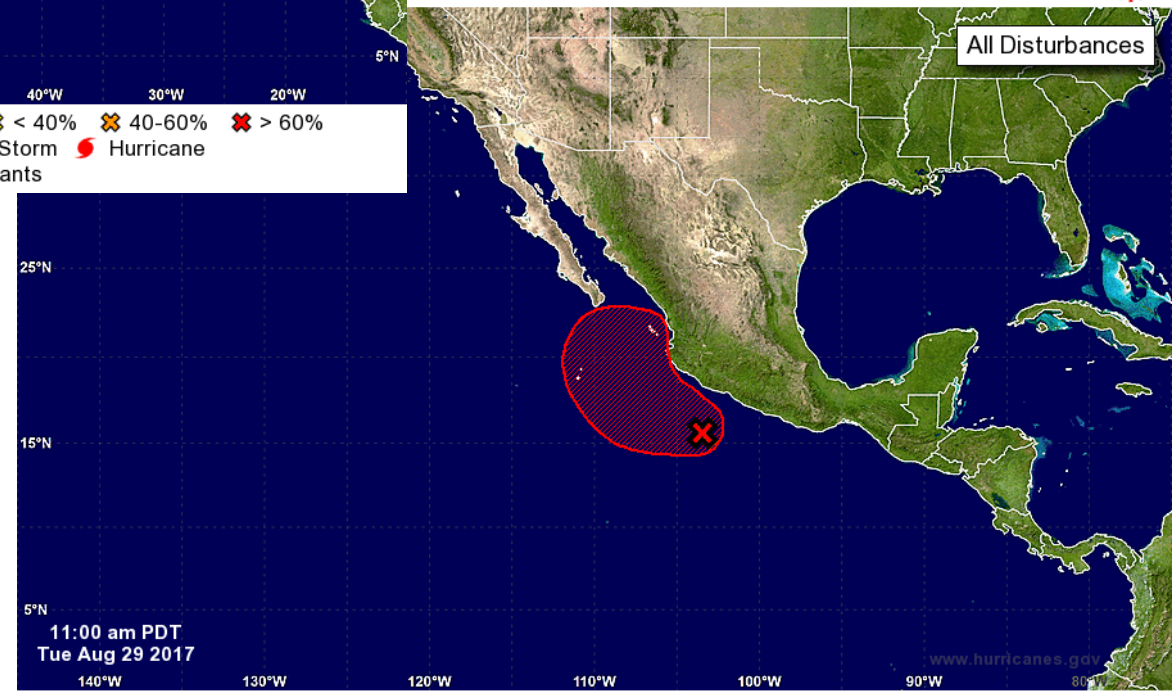 5°N
All Disturbances
40°W 30°W 20°W
< 40% 40-60% > 60%
Storm Hurricane
ants
25°N
15°N
5°N
11:00 am PDT
Tue Aug 29 2017
www.hurricanes.gov
140°W 130°W 120°W 110°W 100°W 90°W 80°W